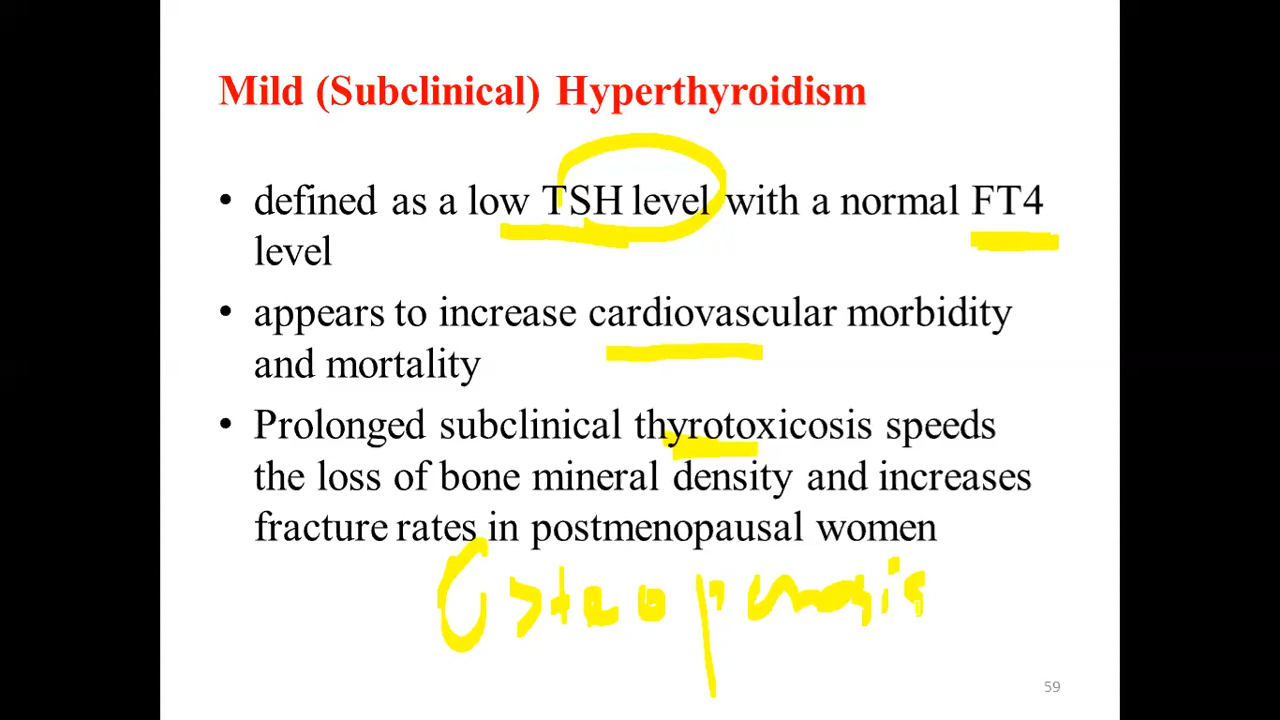 Mild (Subclinical) Hyperthyroidism
• defined as a low TSH level with a normal FT4
level
• appears to increase cardiovascular morbidity
and mortality
• Prolonged subclinical thyrotoxicosis speeds
the loss of bone mineral density and increases
fracture rates in postmenopausal women
59